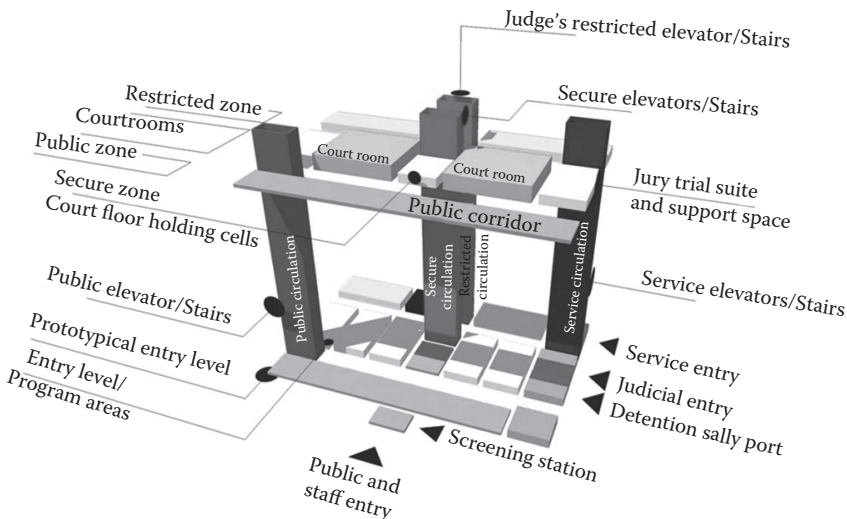 Judge’s restricted elevator/Stairs
Restricted zone
Courtrooms
Public zone
Secure zone
Court floor holding cells
Secure elevators/Stairs
Court room
Court room
Jury trial suite
and support space
Public corridor
Public circulation
Secure
circulation
Restricted
circulation
Service circulation
Public elevator/Stairs
Service elevators/Stairs
Prototypical entry level
Entry level/
Program areas
Service entry
Judicial entry
Detention sally port
Screening station
Public and
staff entry